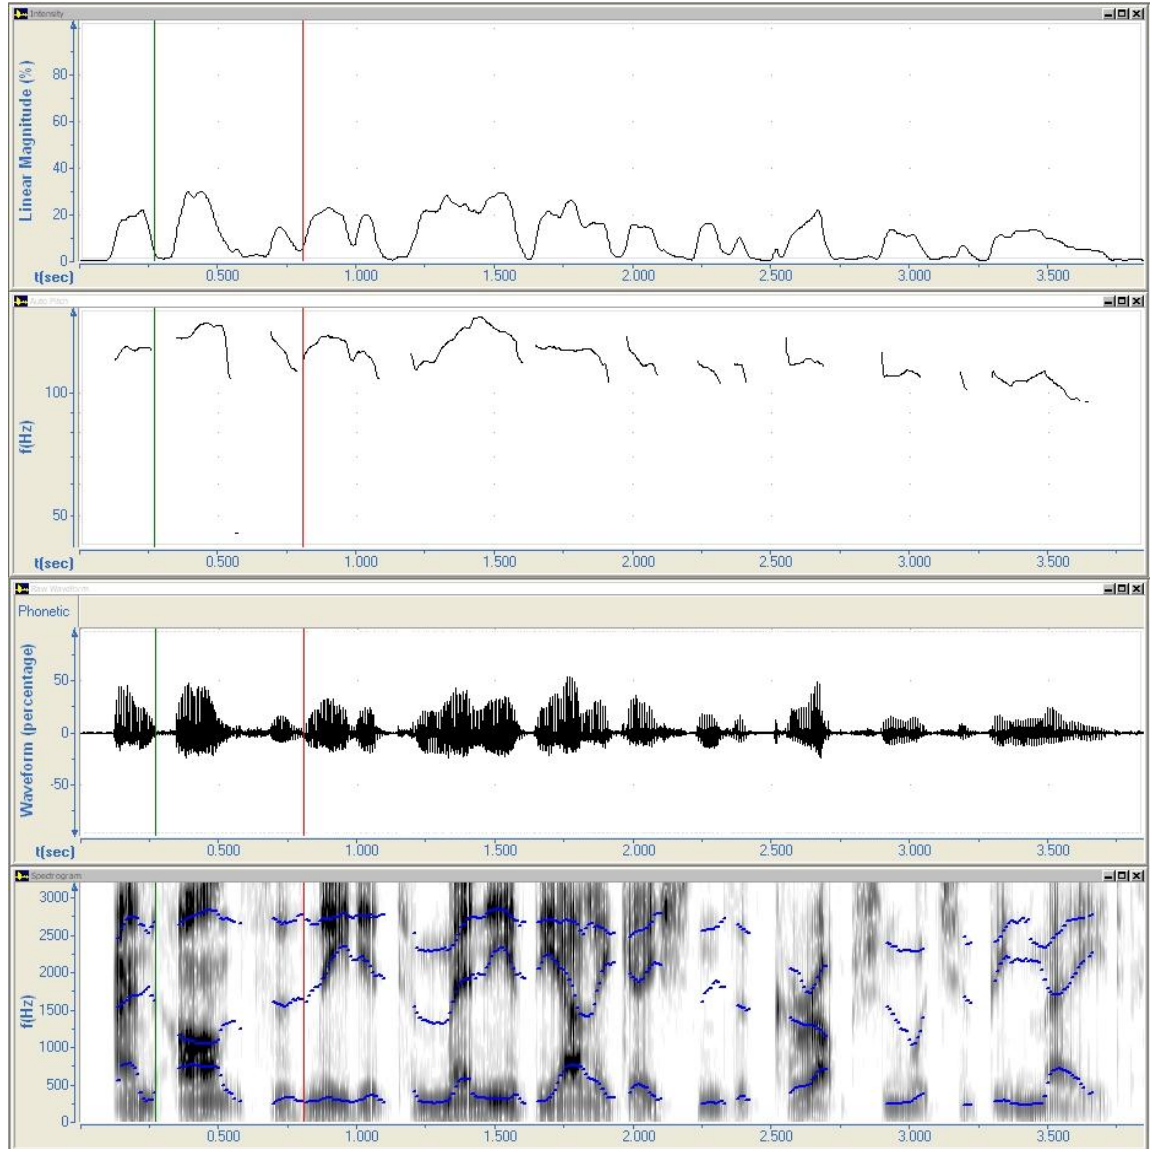 Intensity
Linear Magnitude (%)
80
60
40
20
0
t(sec) 0.500 1.000 1.500 2.000 2.500 3.000 3.500
Auto Pitch
f(Hz)
100
50
t(sec) 0.500 1.000 1.500 2.000 2.500 3.000 3.500
Raw Waveform
Phonetic
Waveform (percentage)
50
0
-50
t(sec) 0.500 1.000 1.500 2.000 2.500 3.000 3.500
Spectrogram
f(Hz)
3000
2500
2000
1500
1000
500
0
t(sec) 0.500 1.000 1.500 2.000 2.500 3.000 3.500